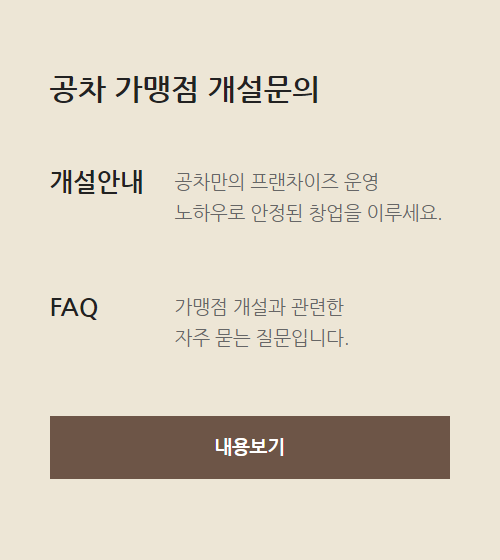 공차 가맹점 개설문의
개설안내
공차만의 프랜차이즈 운영
노하우로 안정된 창업을 이루세요.
FAQ
가맹점 개설과 관련한
자주 묻는 질문입니다.
내용보기